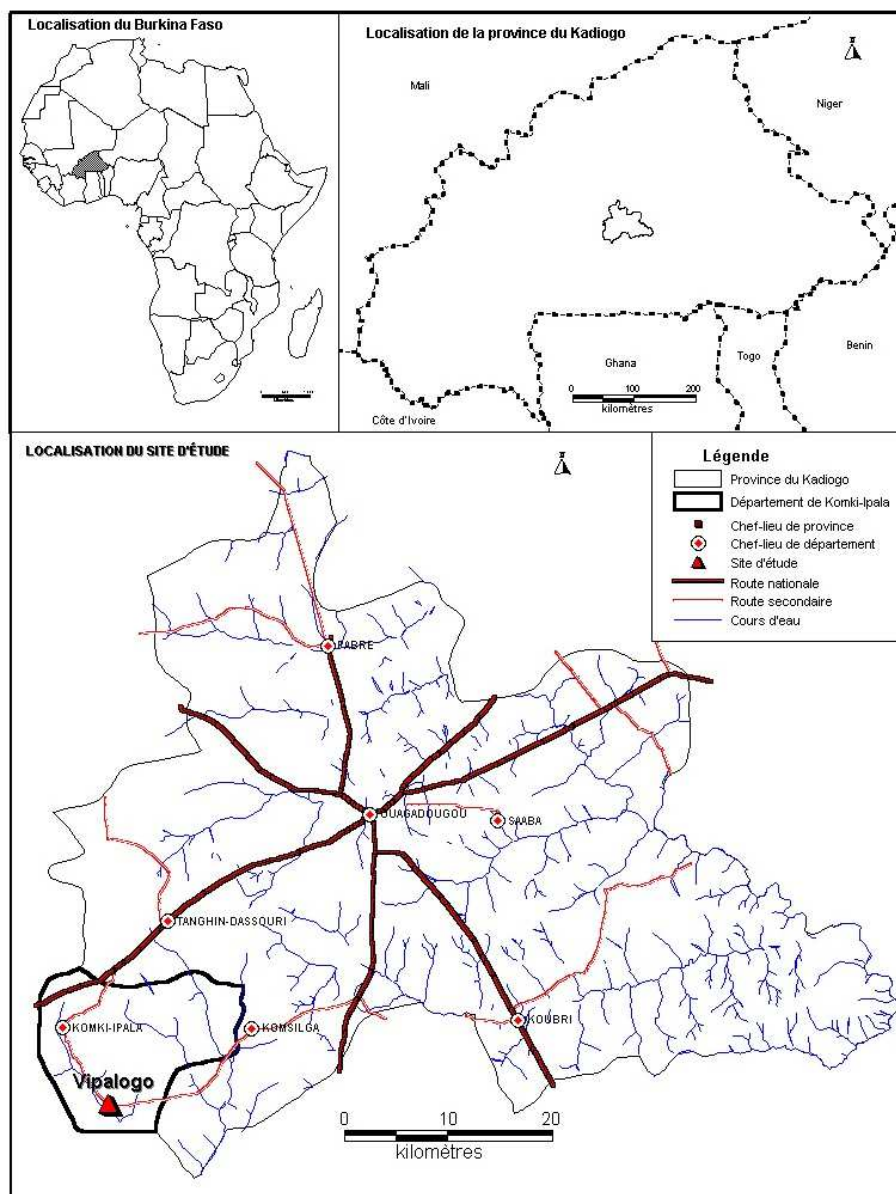 Localisation du Burkina Faso
Localisation de la province du Kadiogo
N
Mali
Niger
Ghana
Togo
Benin
Côte d'Ivoire
0 100 200
kilomètres
LOCALISATION DU SITE D'ÉTUDE
N
Légende
Province du Kadiogo
Département de Komki-Ipala
Chef-lieu de province
Chef-lieu de département
Site d'étude
Route nationale
Route secondaire
Cours d'eau
PABRE
OUAGADOUGOU
SAABA
TANGHIN-DASSOURI
KOMKI-IPALA
KOMSILGA
KOUBRI
Vipalogo
0 10 20
kilomètres